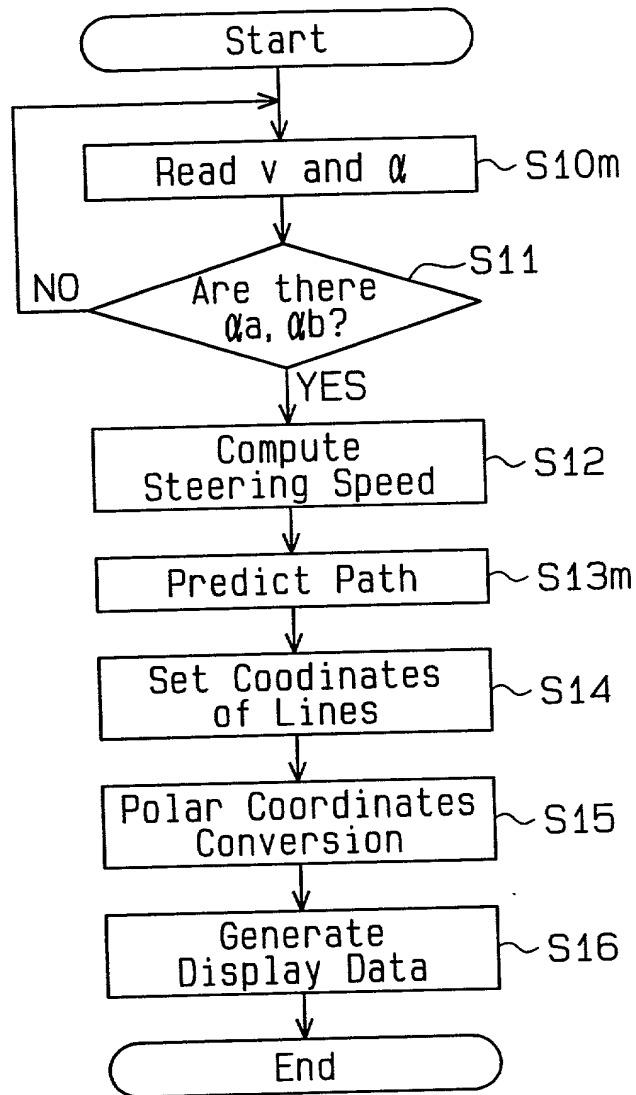 Start
Read v and α
S10m
Are there
αa, αb?
S11
NO
YES
Compute
Steering Speed
S12
Predict Path
S13m
Set Coodinates
of Lines
S14
Polar Coordinates
Conversion
S15
Generate
Display Data
S16
End